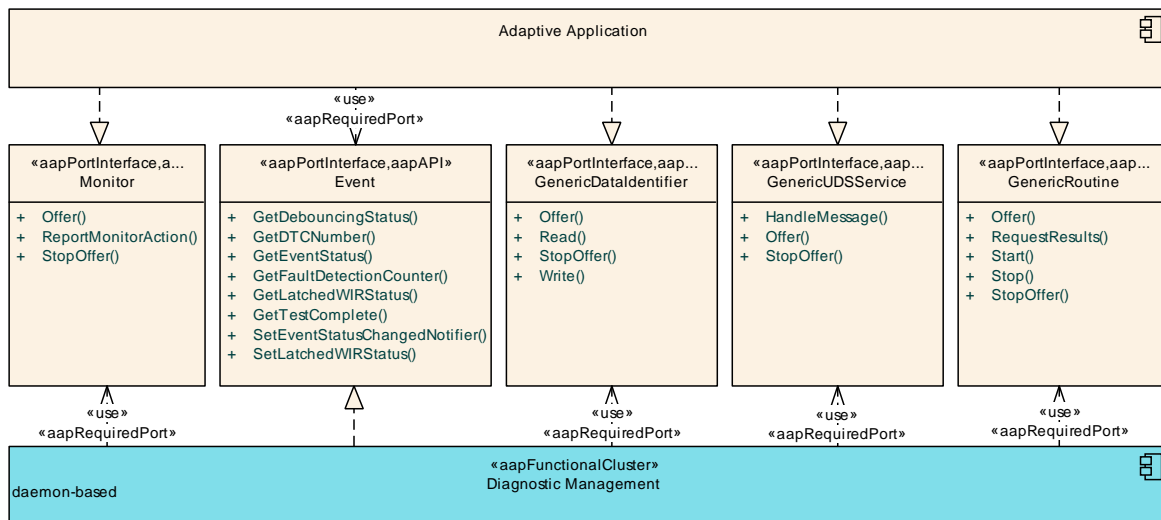 Adaptive Application
«use»
«aapRequiredPort»
«aapPortInterface,a...
Monitor
+ Offer()
+ ReportMonitorAction()
+ StopOffer()
«aapPortInterface,aapAPI»
Event
+ GetDebouncingStatus()
+ GetDTCNumber()
+ GetEventStatus()
+ GetFaultDetectionCounter()
+ GetLatchedWIRStatus()
+ GetTestComplete()
+ SetEventStatusChangedNotifier()
+ SetLatchedWIRStatus()
«aapPortInterface,aap...
GenericDataIdentifier
+ Offer()
+ Read()
+ StopOffer()
+ Write()
«aapPortInterface,aap...
GenericUDSService
+ HandleMessage()
+ Offer()
+ StopOffer()
«aapPortInterface,aap...
GenericRoutine
+ Offer()
+ RequestResults()
+ Start()
+ Stop()
+ StopOffer()
«use»
«aapRequiredPort»
«use»
«aapRequiredPort»
«use»
«aapRequiredPort»
«use»
«aapRequiredPort»
«aapFunctionalCluster»
Diagnostic Management
daemon-based